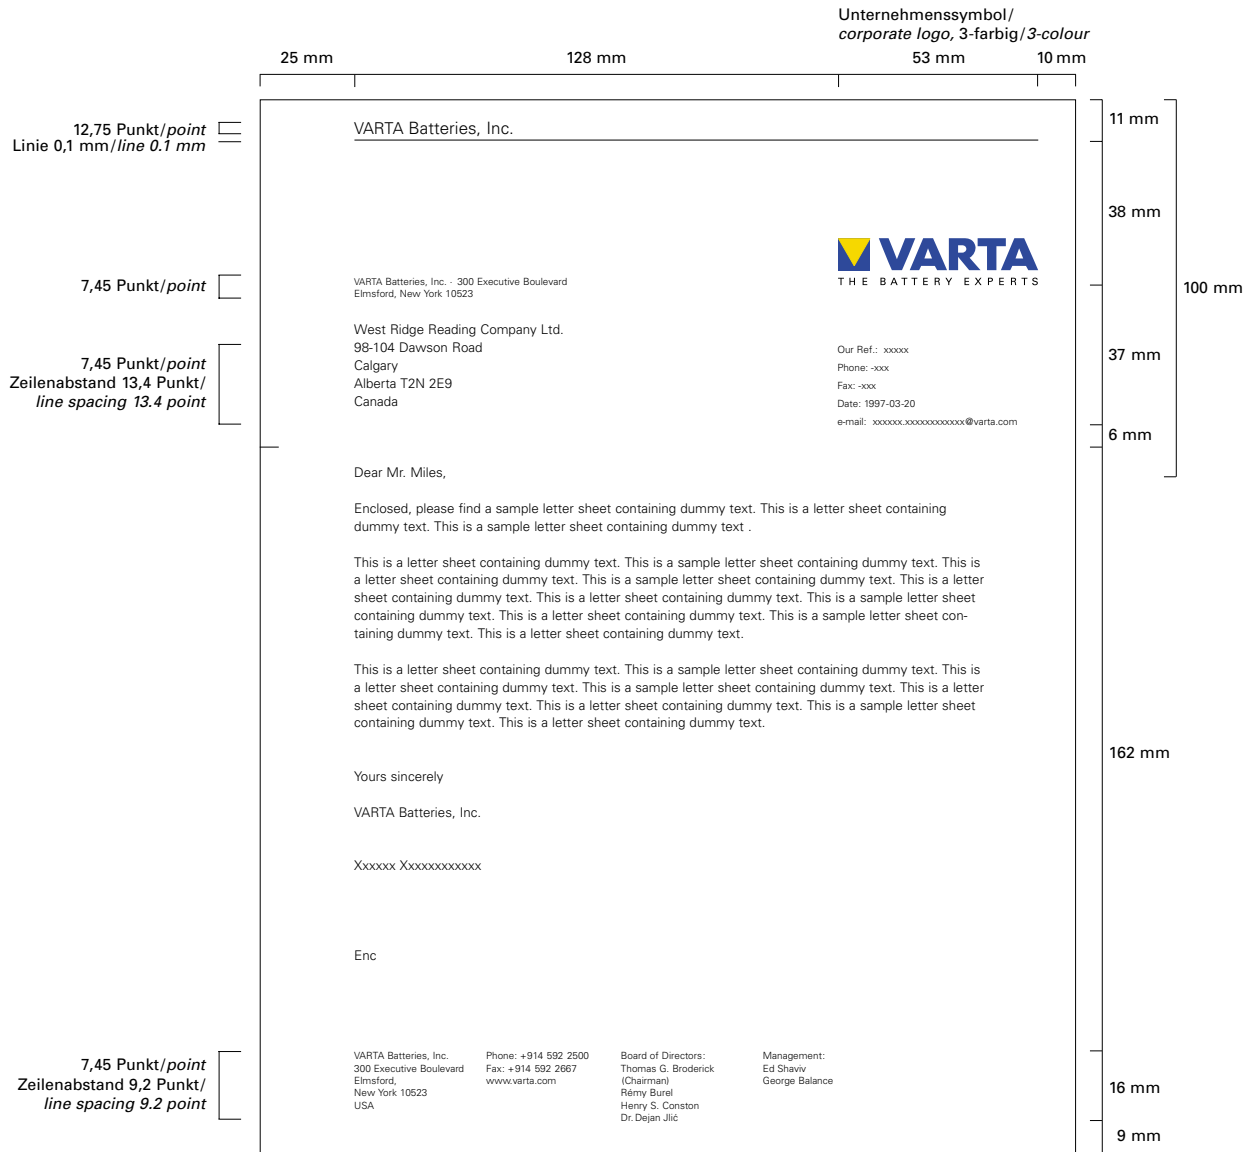 Unternehmenssymbol/
corporate logo, 3-farbig/3-colour
25 mm
128 mm
53 mm
10 mm
12,75 Punkt/point
Linie 0,1 mm/line 0.1 mm
VARTA Batteries, Inc.
11 mm
38 mm
VARTA
THE BATTERY EXPERTS
7,45 Punkt/point
VARTA Batteries, Inc. · 300 Executive Boulevard
Elmsford, New York 10523
100 mm
7,45 Punkt/point
Zeilenabstand 13,4 Punkt/
line spacing 13.4 point
West Ridge Reading Company Ltd.
98-104 Dawson Road
Calgary
Alberta T2N 2E9
Canada
Our Ref.: xxxxx
Phone: -xxx
Fax: -xxx
Date: 1997-03-20
e-mail: xxxxxx.xxxxxxxxxxxx@varta.com
37 mm
6 mm
Dear Mr. Miles,
Enclosed, please find a sample letter sheet containing dummy text. This is a letter sheet containing
dummy text. This is a sample letter sheet containing dummy text .
This is a letter sheet containing dummy text. This is a sample letter sheet containing dummy text. This is
a letter sheet containing dummy text. This is a sample letter sheet containing dummy text. This is a letter
sheet containing dummy text. This is a letter sheet containing dummy text. This is a sample letter sheet
containing dummy text. This is a letter sheet containing dummy text. This is a sample letter sheet con-
taining dummy text. This is a letter sheet containing dummy text.
This is a letter sheet containing dummy text. This is a sample letter sheet containing dummy text. This is
a letter sheet containing dummy text. This is a sample letter sheet containing dummy text. This is a letter
sheet containing dummy text. This is a letter sheet containing dummy text. This is a sample letter sheet
containing dummy text. This is a letter sheet containing dummy text.
162 mm
Yours sincerely
VARTA Batteries, Inc.
Xxxxxx Xxxxxxxxxxxx
Enc
7,45 Punkt/point
Zeilenabstand 9,2 Punkt/
line spacing 9.2 point
VARTA Batteries, Inc.
300 Executive Boulevard
Elmsford,
New York 10523
USA
Phone: +914 592 2500
Fax: +914 592 2667
www.varta.com
Board of Directors:
Thomas G. Broderick
(Chairman)
Rémy Burel
Henry S. Conston
Dr. Dejan Jlić
Management:
Ed Shaviv
George Balance
16 mm
9 mm